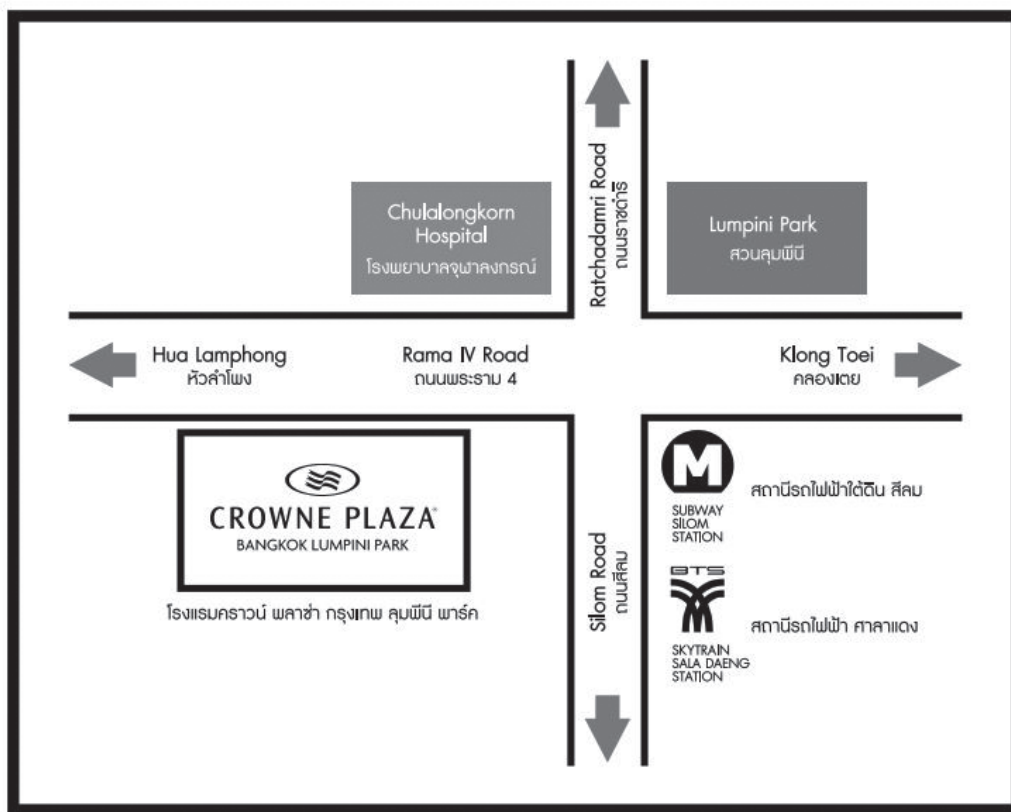 Ratchadamri Road
ถนนราชดำริ
Chulalongkorn
Hospital
โรงพยาบาลจุฬาลงกรณ์
Lumpini Park
สวนลุมพีนี
Hua Lamphong
หัวลำโพง
Rama IV Road
ถนนพระราม 4
Klong Toei
คลองเตย
CROWNE PLAZA®
BANGKOK LUMPINI PARK
โรงแรมคราวน์ พลาซ่า กรุงเทพ ลุมพีนี พาร์ค
Silom Road
ถนนสีลม
M
SUBWAY
SILOM
STATION
สถานีรถไฟฟ้าใต้ดิน สีลม
BTS
SKYTRAIN
SALA DAENG
STATION
สถานีรถไฟฟ้า ศาลาแดง